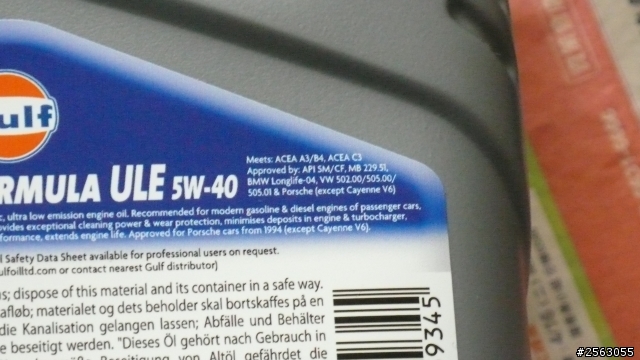 ulf
RMULA ULE 5W-40
Meets: ACEA A3/B4, ACEA C3
Approved by: API SM/CF, MB 229.51,
BMW Longlife-04, VW 502.00/505.00/
505.01 & Porsche (except Cayenne V6)
c, ultra low emission engine oil. Recommended for modern gasoline & diesel engines of passenger cars,
vides exceptional cleaning power & wear protection, minimises deposits in engine & turbocharger,
formance, extends engine life. Approved for Porsche cars from 1994 (except Cayenne V6).
l Safety Data Sheet available for professional users on request.
ulfoilltd.com or contact nearest Gulf distributor)
s; dispose of this material and its container in a safe way.
afløb; materialet og dets beholder skal bortskaffes på en
die Kanalisation gelangen lassen; Abfälle und Behälter
e beseitigt werden. "Dieses Öl gehört nach Gebrauch in
Beseitigung von Altöl gefährdet die
9345
#2563055